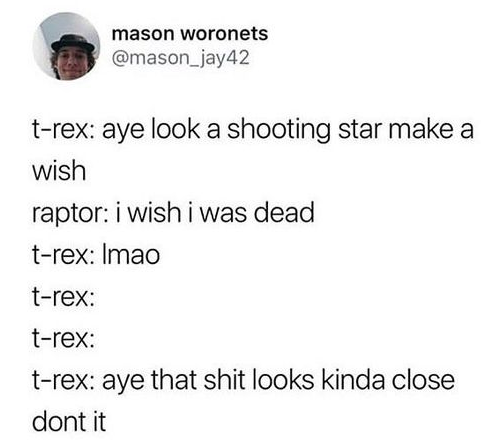 mason woronets
@mason_jay42
t-rex: aye look a shooting star make a
wish
raptor: i wish i was dead
t-rex: lmao
t-rex:
t-rex:
t-rex: aye that shit looks kinda close
dont it